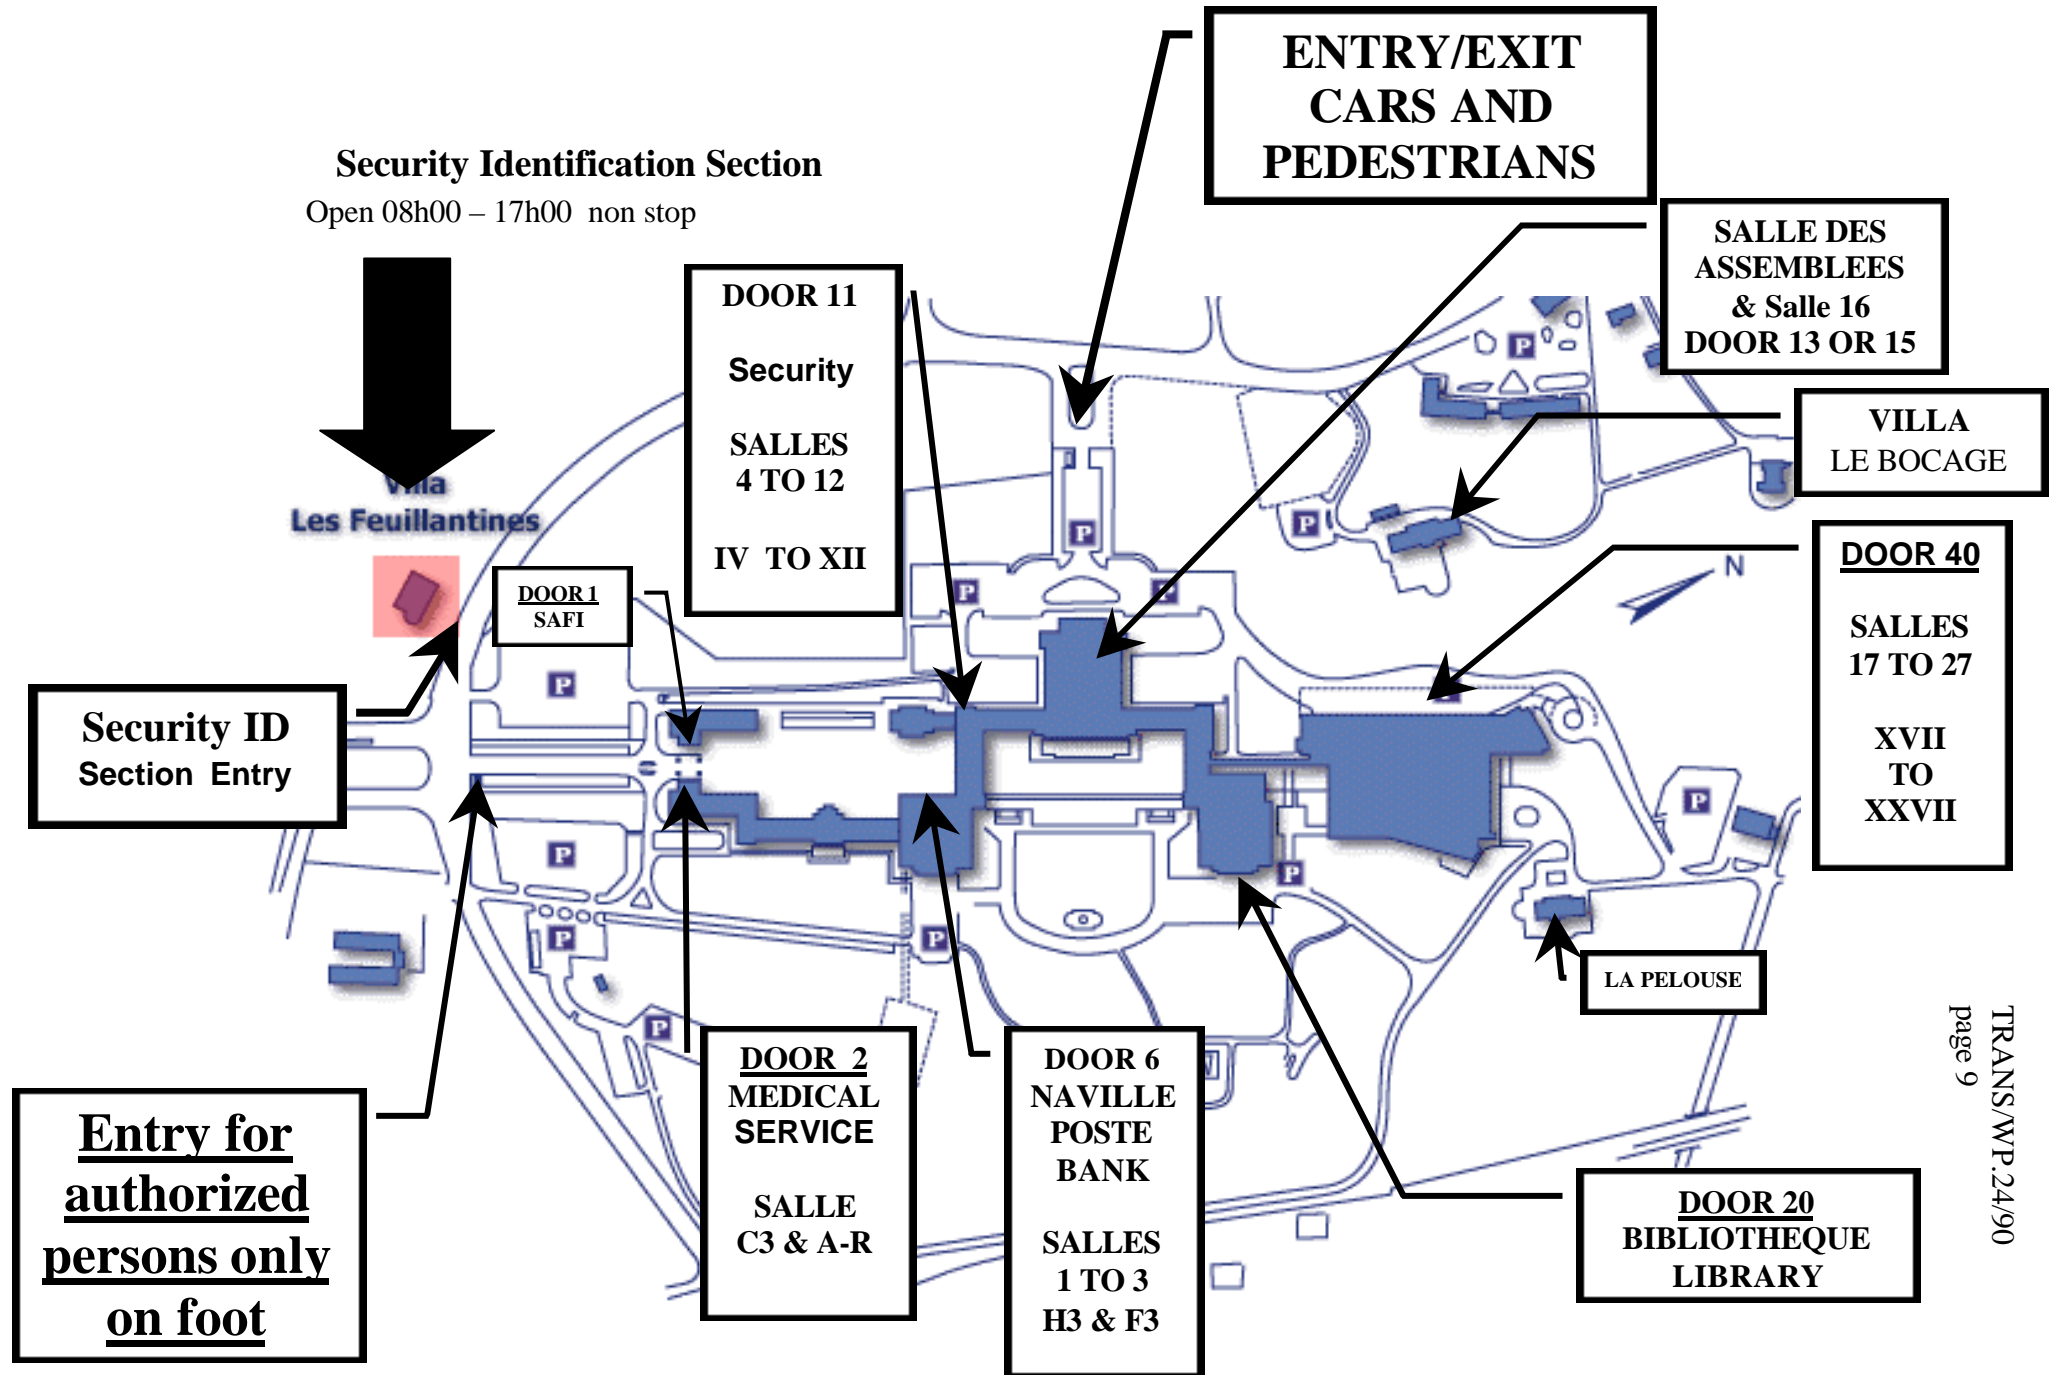 ENTRY/EXIT
CARS AND
PEDESTRIANS
Security Identification Section
Open 08h00 – 17h00 non stop
SALLE DES
ASSEMBLEES
& Salle 16
DOOR 13 OR 15
DOOR 11
Security
SALLES
4 TO 12
IV TO XII
VILLA
LE BOCAGE
Villa
Les Feuillantines
DOOR 1
SAFI
DOOR 40
SALLES
17 TO 27
XVII
TO
XXVII
N
P
P
P
P
P
P
P
P
P
P
P
P
P
P
Security ID
Section Entry
LA PELOUSE
Entry for
authorized
persons only
on foot
DOOR 2
MEDICAL
SERVICE
SALLE
C3 & A-R
DOOR 6
NAVILLE
POSTE
BANK
SALLES
1 TO 3
H3 & F3
DOOR 20
BIBLIOTHEQUE
LIBRARY
TRANS/WP.24/90
page 9